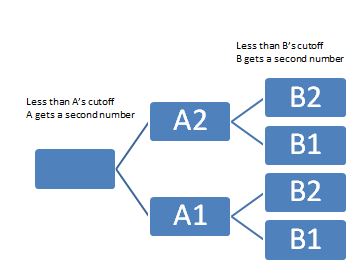 Less than B's cutoff
B gets a second number
Less than A's cutoff
A gets a second number
A2
B2
B1
A1
B2
B1